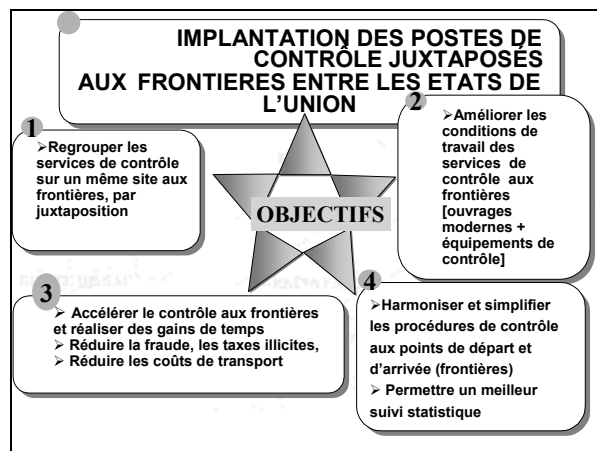 IMPLANTATION DES POSTES DE
CONTRÔLE JUXTAPOSÉS
AUX FRONTIERES ENTRE LES ETATS DE
L'UNION
1
➢Regrouper les
services de contrôle
sur un même site aux
frontières, par
juxtaposition
2
➢Améliorer les
conditions de
travail des
services de
contrôle aux
frontières
[ouvrages
modernes +
équipements de
contrôle]
OBJECTIFS
3
➢ Accélérer le contrôle aux frontières
et réaliser des gains de temps
➢ Réduire la fraude, les taxes illicites,
➢ Réduire les coûts de transport
4
➢Harmoniser et simplifier
les procédures de contrôle
aux points de départ et
d'arrivée (frontières)
➢ Permettre un meilleur
suivi statistique